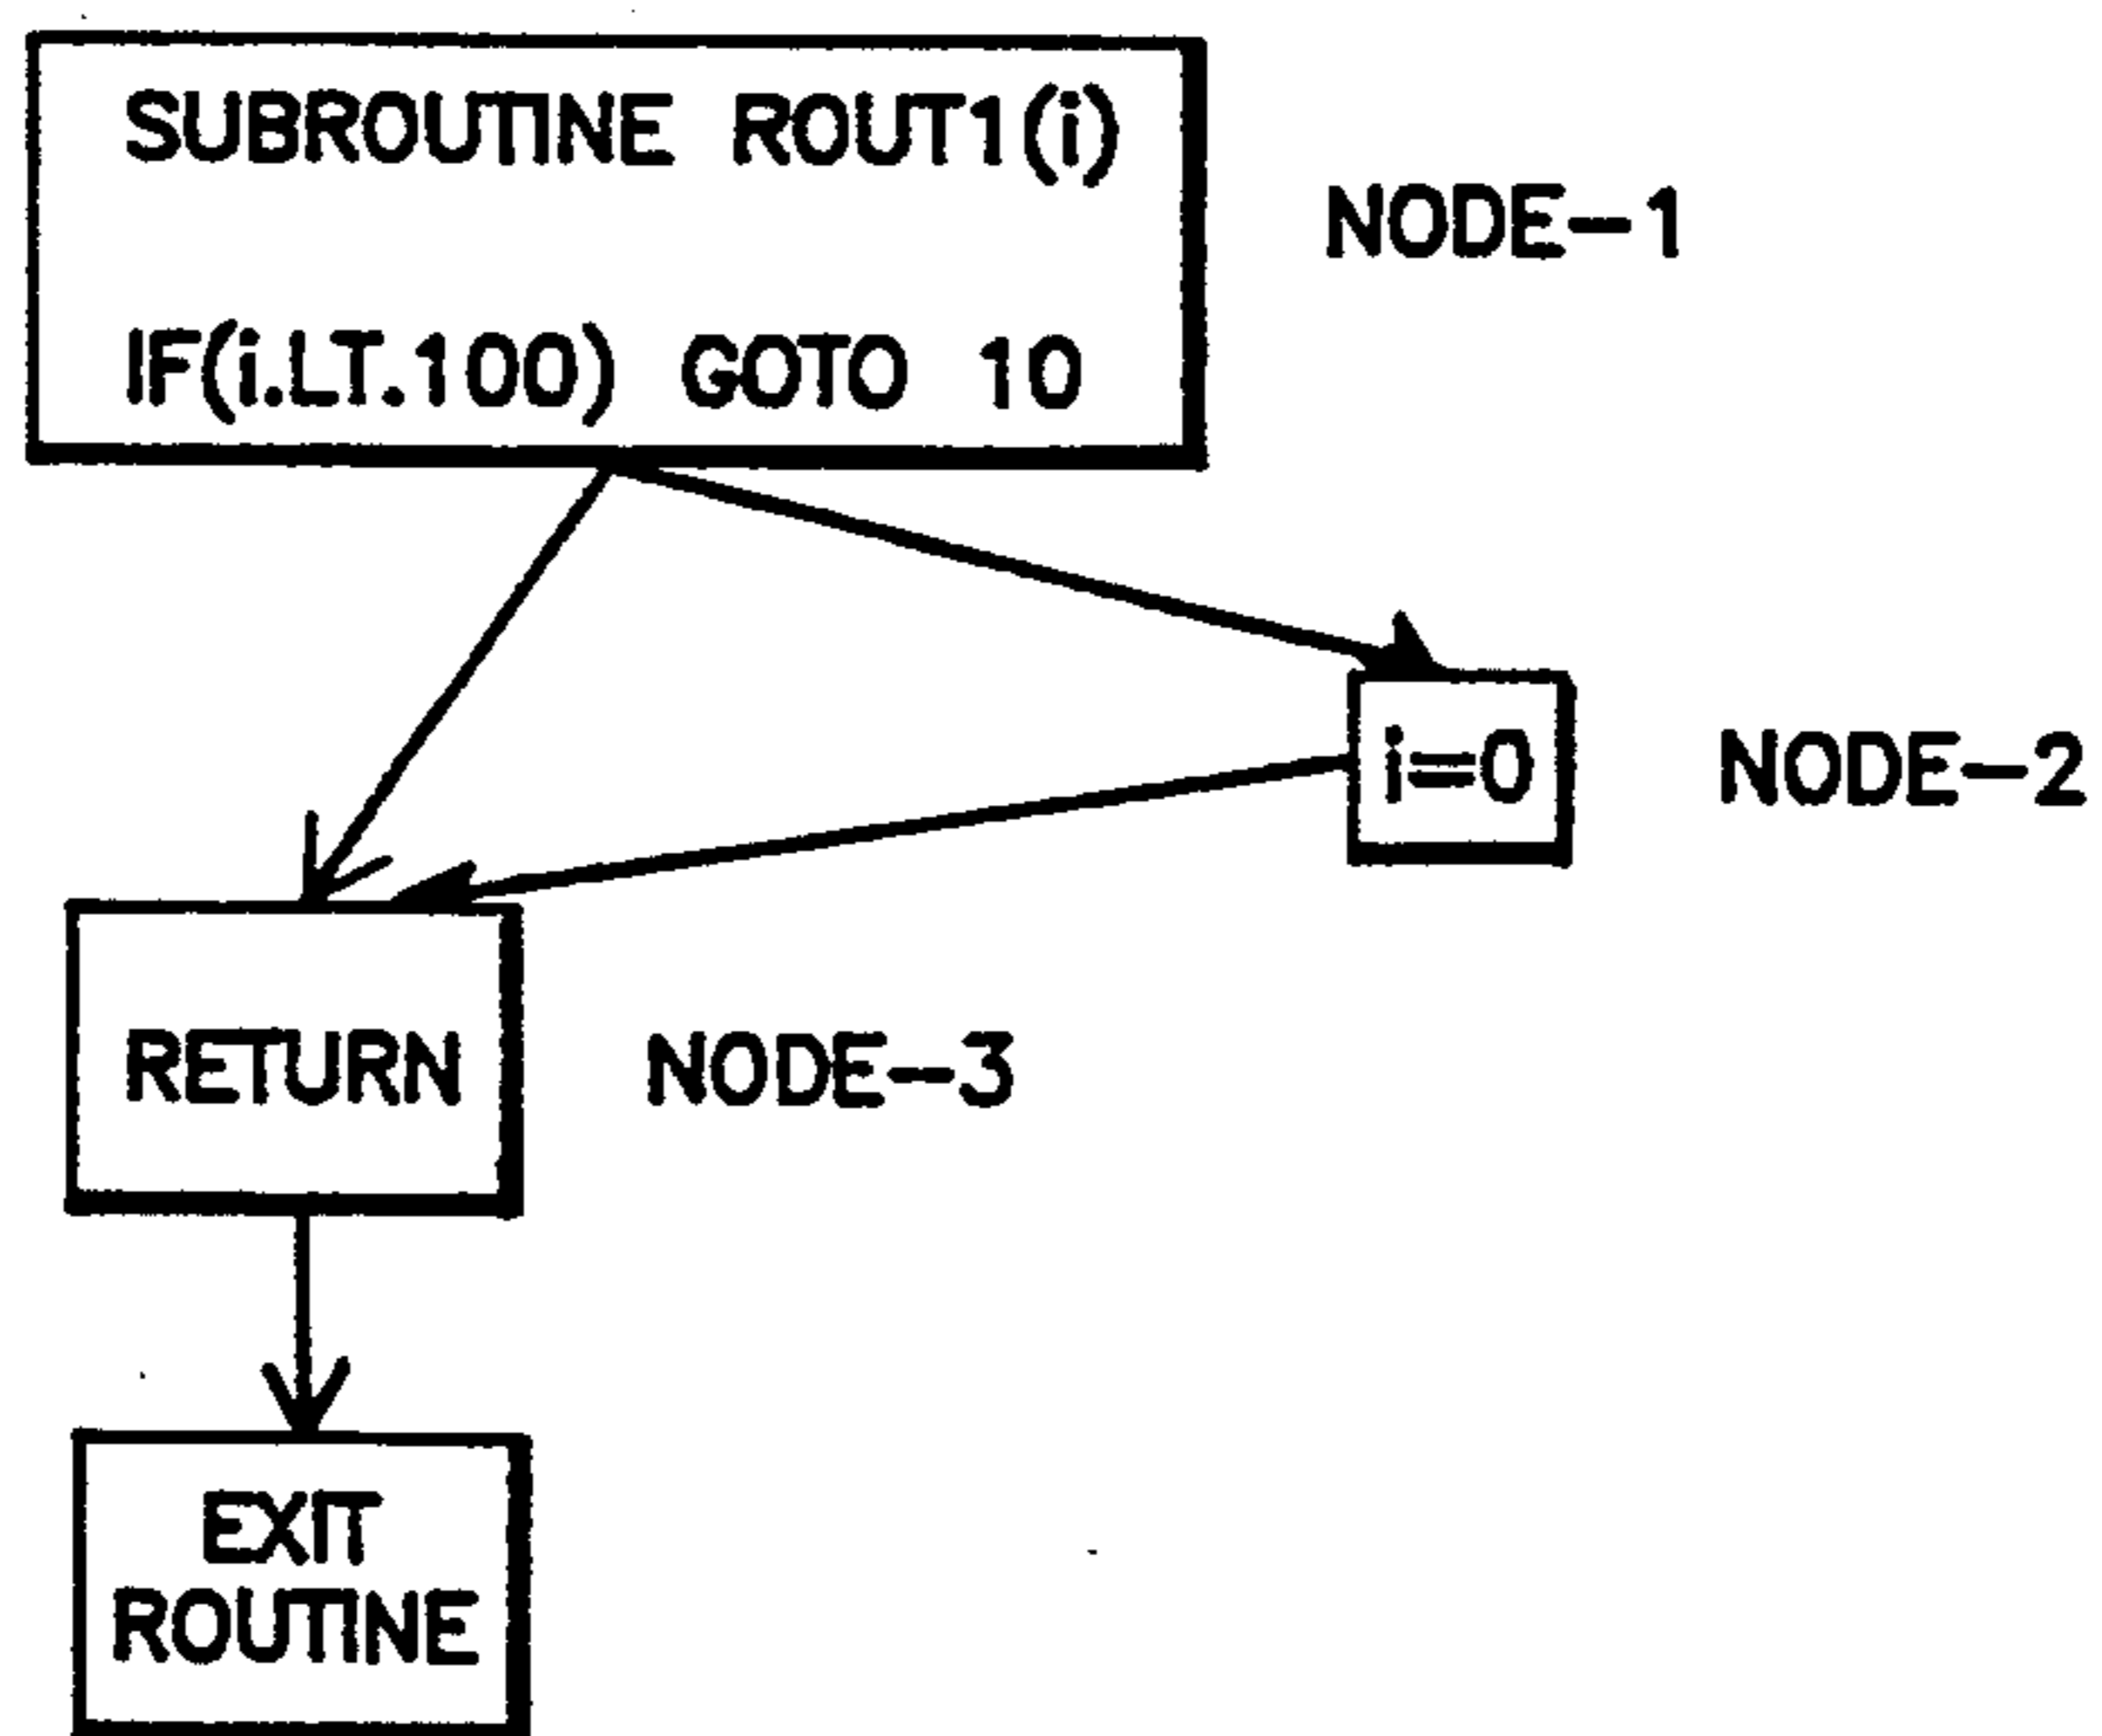 SUBROUTINE ROUT1(i)
NODE-1
IF(i.LT.100) GOTO 10
i=0
NODE-2
RETURN
NODE-3
EXIT
ROUTINE